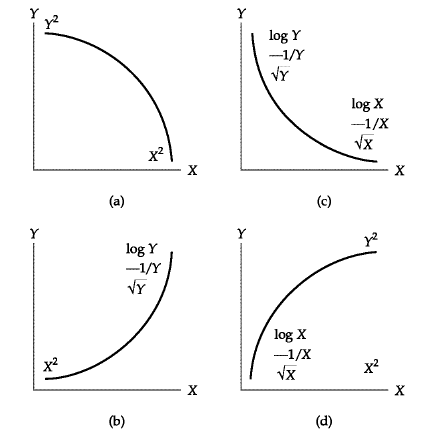 Y
Y²
X²
X
(a)
Y
log Y
—1/Y
√Y
log X
—1/X
√X
X
(c)
Y
log Y
—1/Y
√Y
X²
X
(b)
Y
Y²
log X
—1/X
√X
X²
X
(d)